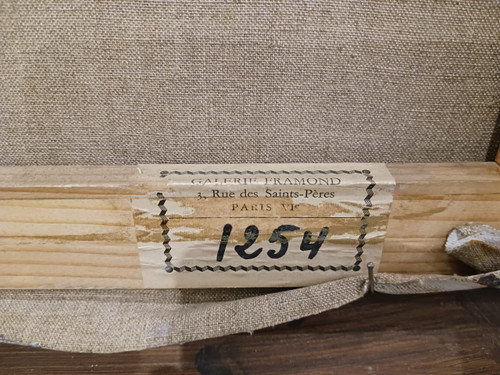 GALERIE FRAMOND
3, Rue des Saints-Pères
PARIS VIe
1254